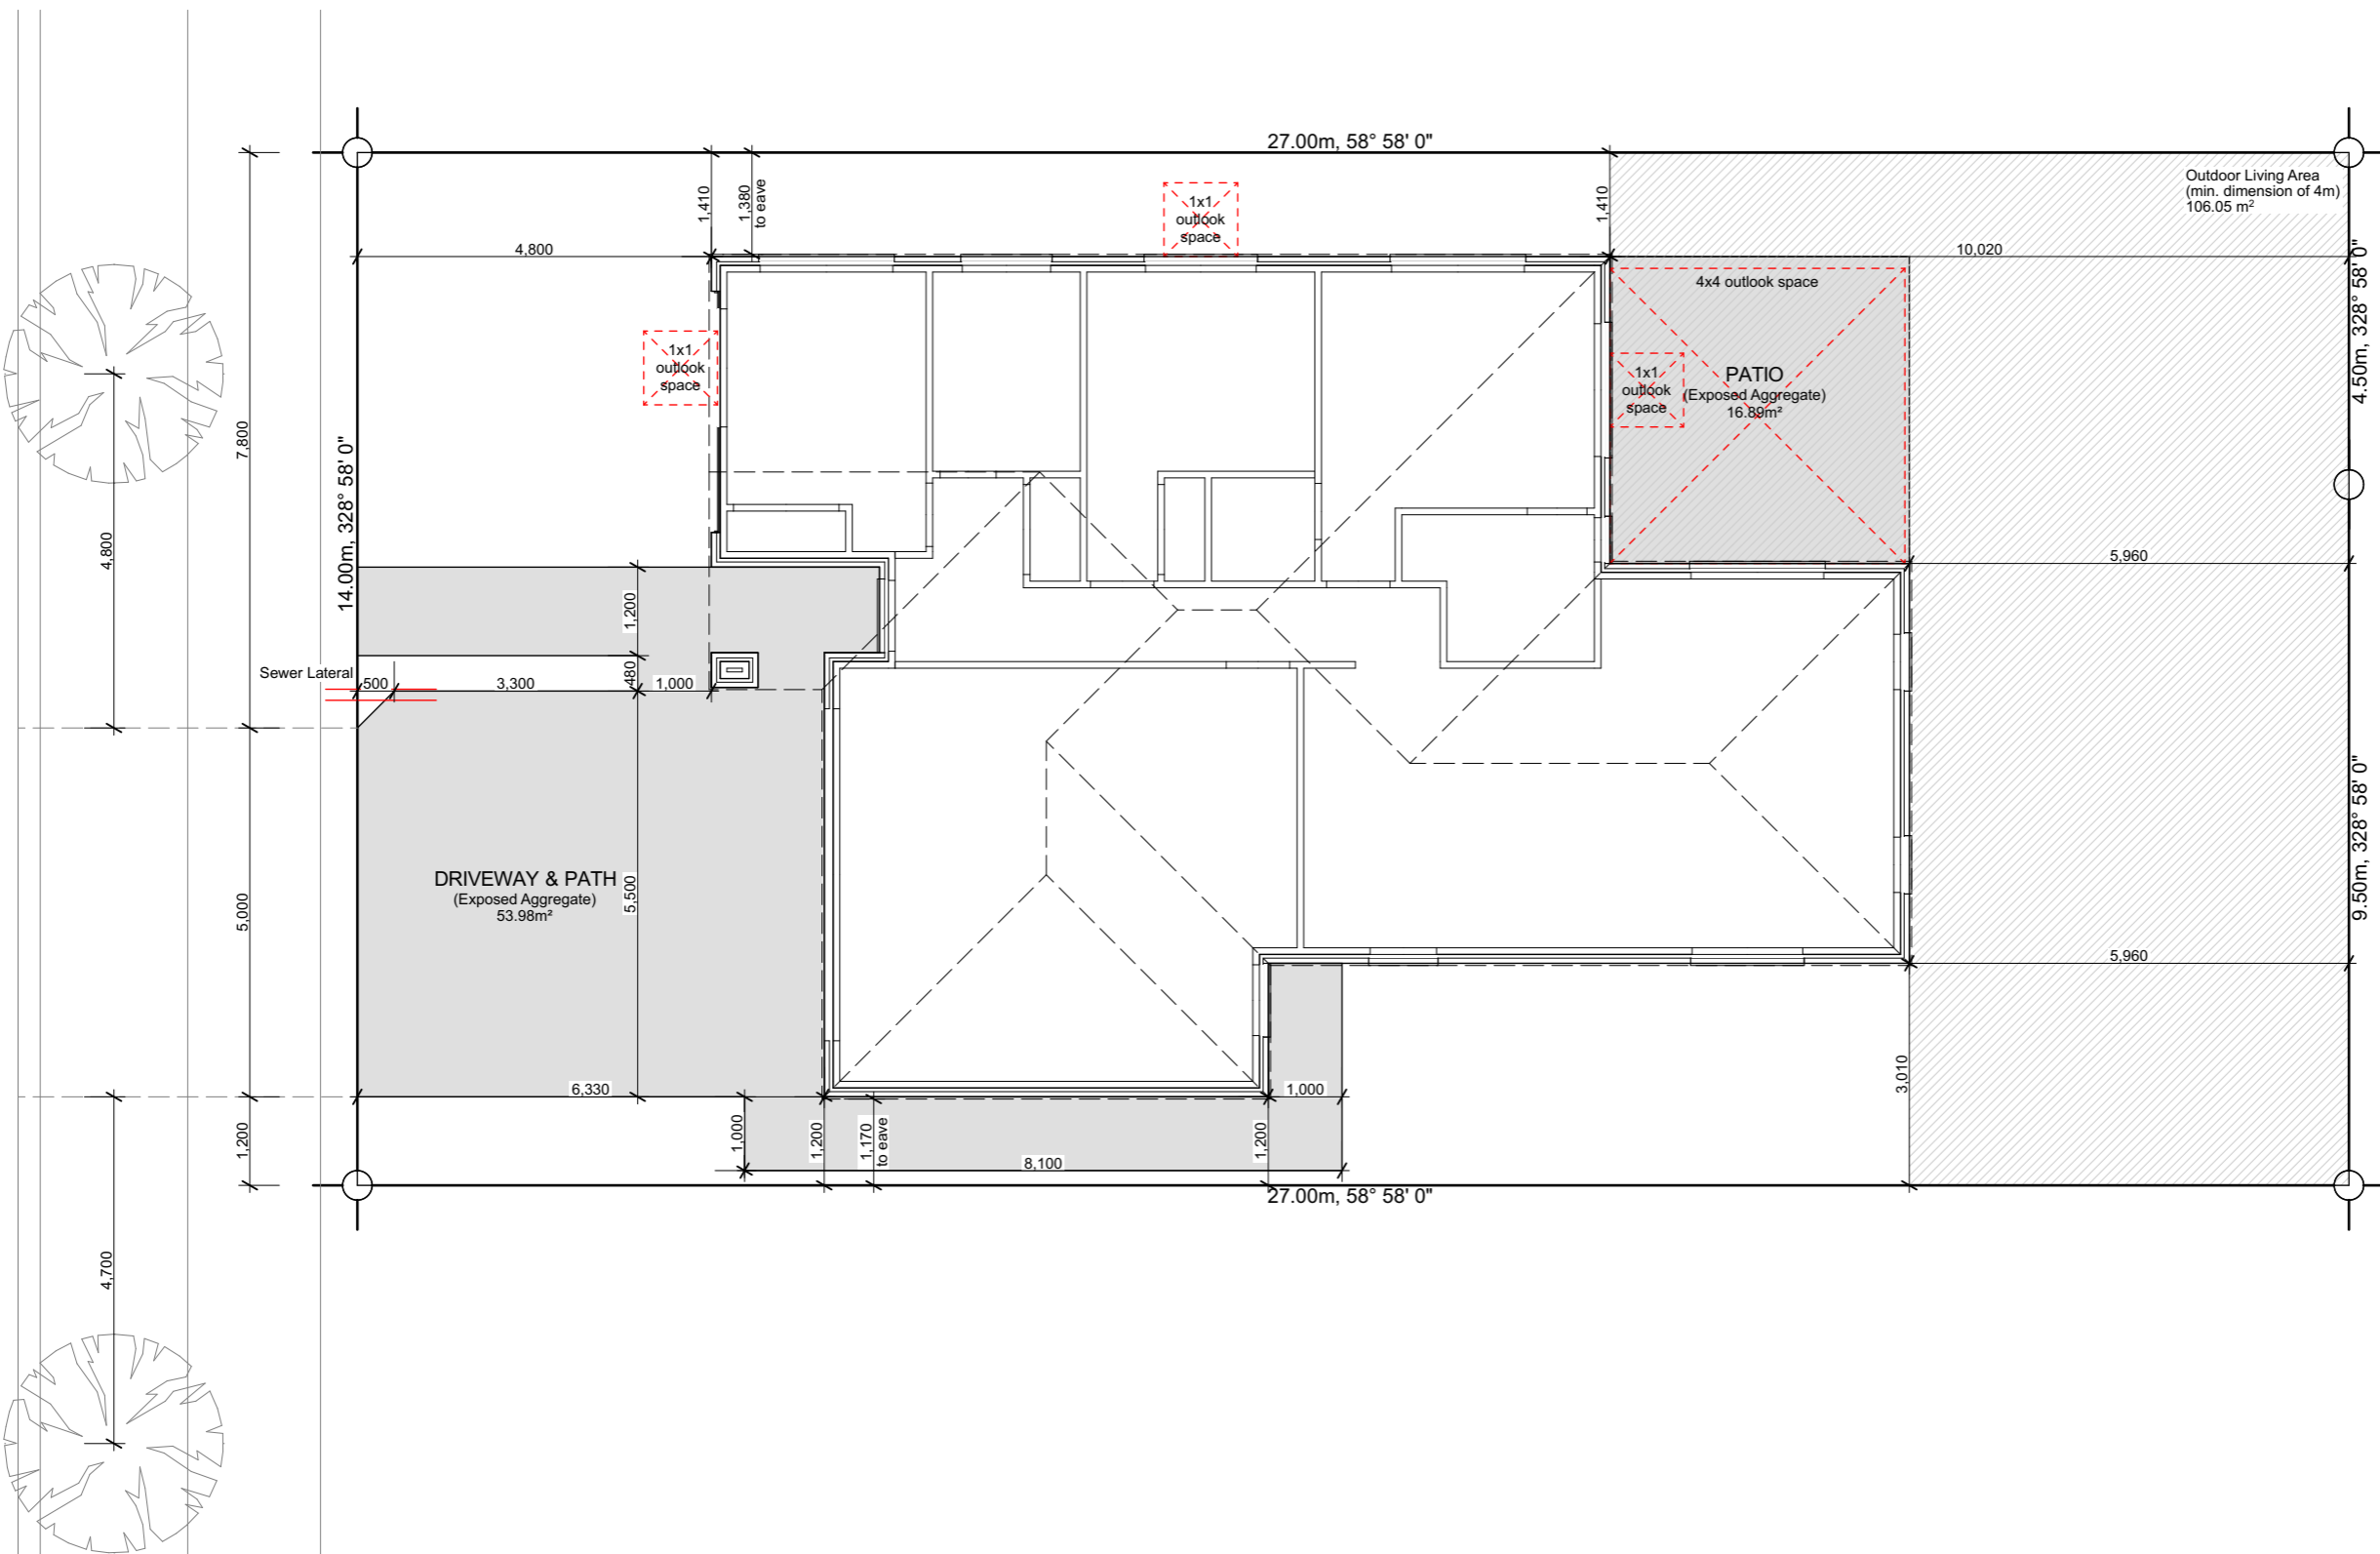 27.00m, 58° 58' 0"
Outdoor Living Area
(min. dimension of 4m)
106.05 m²
1,410
1,380
to eave
1x1
outlook
space
1,410
4,800
10,020
4.50m, 328° 58' 0"
4x4 outlook space
1x1
outlook
space
1x1
outlook
space
PATIO
(Exposed Aggregate)
16.89m²
7,800
14.00m, 328° 58' 0"
4,800
5,960
1,200
Sewer Lateral
500
3,300
480
1,000
DRIVEWAY & PATH
(Exposed Aggregate)
53.98m²
5,500
5,000
9.50m, 328° 58' 0"
5,960
6,330
1,000
3,010
1,200
1,000
1,200
1,170
to eave
1,200
8,100
27.00m, 58° 58' 0"
4,700